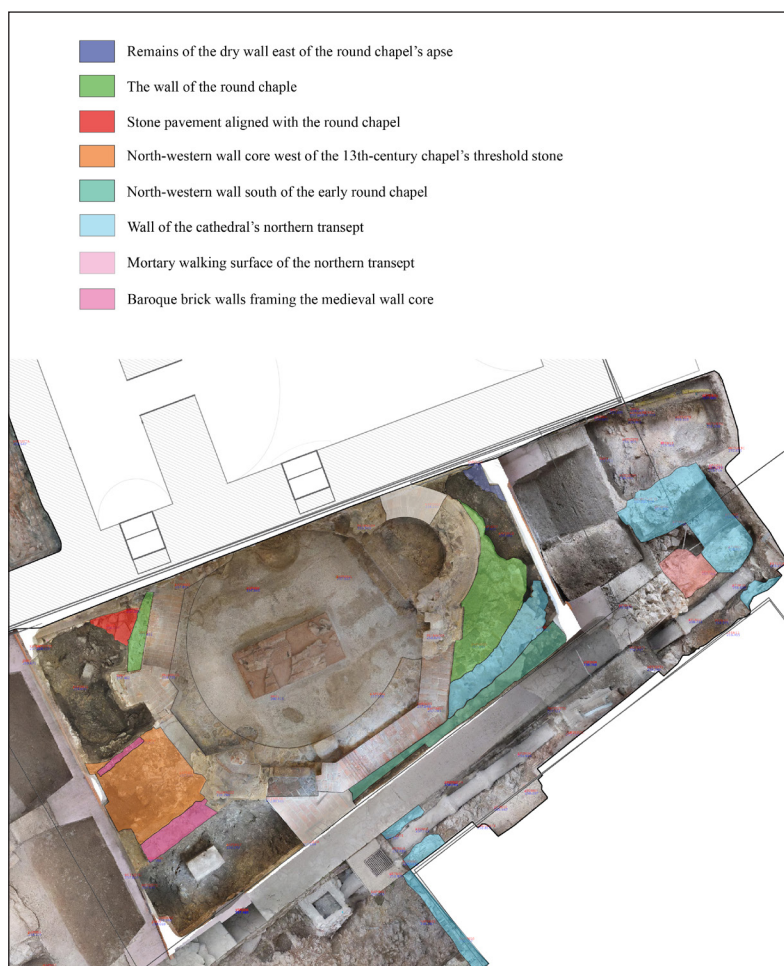 Remains of the dry wall east of the round chapel's apse
The wall of the round chaple
Stone pavement aligned with the round chapel
North-western wall core west of the 13th-century chapel's threshold stone
North-western wall south of the early round chapel
Wall of the cathedral's northern transept
Mortary walking surface of the northern transept
Baroque brick walls framing the medieval wall core